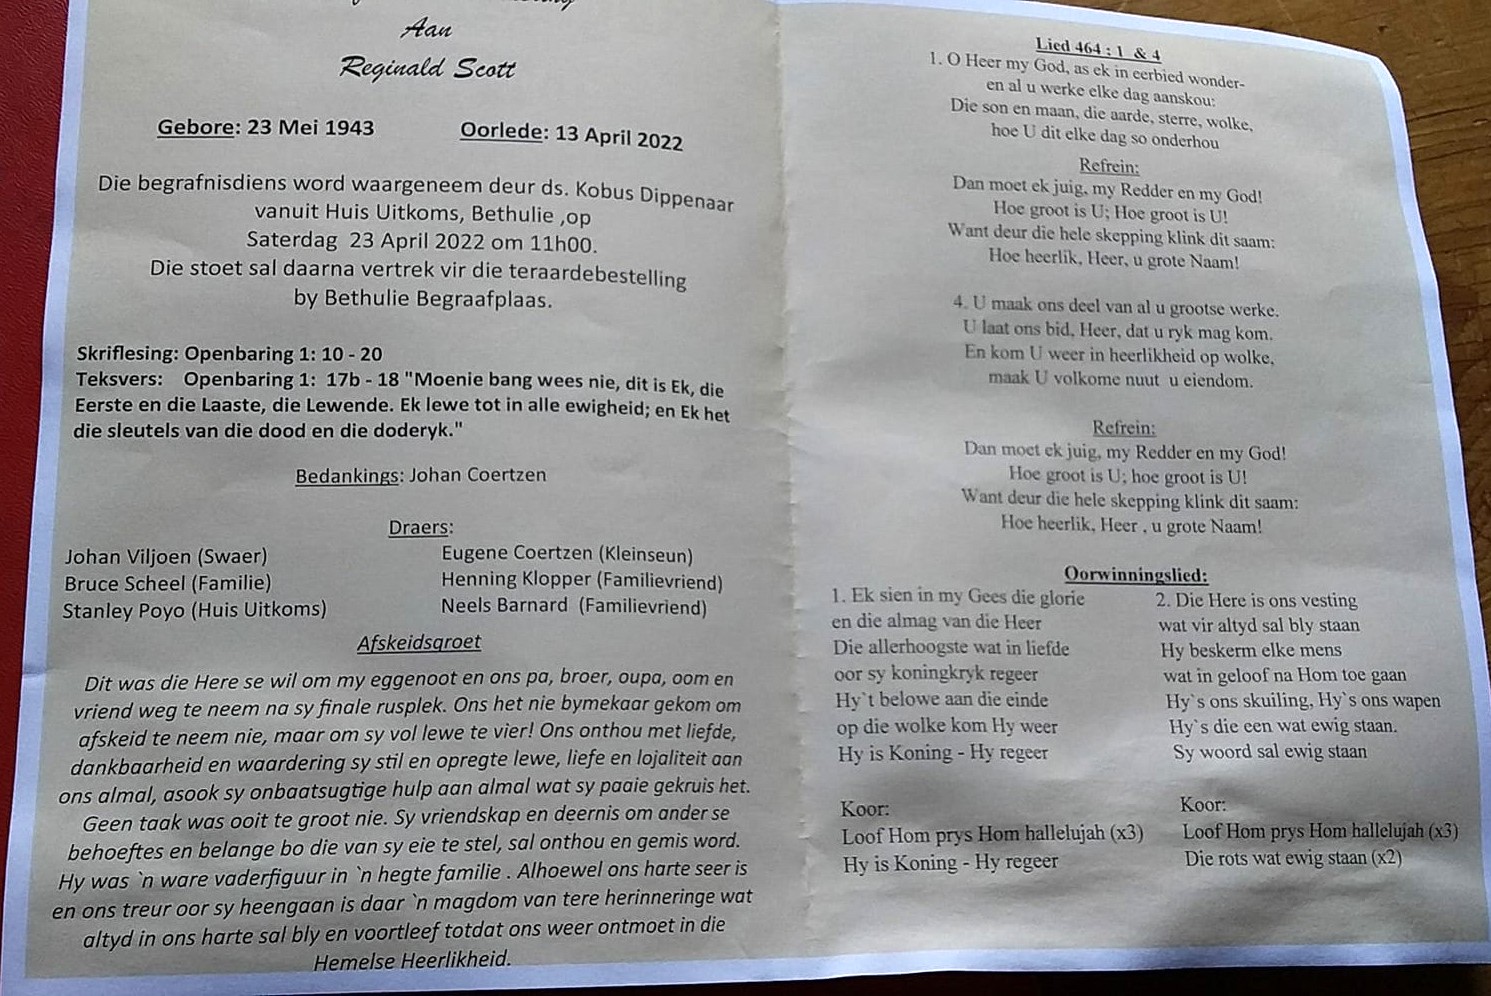 Aan
Reginald Scott
Gebore: 23 Mei 1943 Oorlede: 13 April 2022
Die begrafnisdiens word waargeneem deur ds. Kobus Dippenaar
vanuit Huis Uitkoms, Bethulie ,op
Saterdag 23 April 2022 om 11h00.
Die stoet sal daarna vertrek vir die teraardebestelling
by Bethulie Begraafplaas.
Skriflesing: Openbaring 1: 10 - 20
Teksvers: Openbaring 1: 17b - 18 "Moenie bang wees nie, dit is Ek, die
Eerste en die Laaste, die Lewende. Ek lewe tot in alle ewigheid; en Ek het
die sleutels van die dood en die doderyk."
Bedankings: Johan Coertzen
Draers:
Johan Viljoen (Swaer) Eugene Coertzen (Kleinseun)
Bruce Scheel (Familie) Henning Klopper (Familievriend)
Stanley Poyo (Huis Uitkoms) Neels Barnard (Familievriend)
Afskeidsgroet
Dit was die Here se wil om my eggenoot en ons pa, broer, oupa, oom en
vriend weg te neem na sy finale rusplek. Ons het nie bymekaar gekom om
afskeid te neem nie, maar om sy vol lewe te vier! Ons onthou met liefde,
dankbaarheid en waardering sy stil en opregte lewe, liefe en lojaliteit aan
ons almal, asook sy onbaatsugtige hulp aan almal wat sy paaie gekruis het.
Geen taak was ooit te groot nie. Sy vriendskap en deernis om ander se
behoeftes en belange bo die van sy eie te stel, sal onthou en gemis word.
Hy was `n ware vaderfiguur in `n hegte familie . Alhoewel ons harte seer is
en ons treur oor sy heengaan is daar `n magdom van tere herinneringe wat
altyd in ons harte sal bly en voortleef totdat ons weer ontmoet in die
Hemelse Heerlikheid.
Lied 464 : 1 & 4
1. O Heer my God, as ek in eerbied wonder-
en al u werke elke dag aanskou:
Die son en maan, die aarde, sterre, wolke,
hoe U dit elke dag so onderhou
Refrein:
Dan moet ek juig, my Redder en my God!
Hoe groot is U; Hoe groot is U!
Want deur die hele skepping klink dit saam:
Hoe heerlik, Heer, u grote Naam!
4. U maak ons deel van al u grootse werke.
U laat ons bid, Heer, dat u ryk mag kom.
En kom U weer in heerlikheid op wolke,
maak U volkome nuut u eiendom.
Refrein:
Dan moet ek juig, my Redder en my God!
Hoe groot is U; hoe groot is U!
Want deur die hele skepping klink dit saam:
Hoe heerlik, Heer , u grote Naam!
Oorwinningslied:
1. Ek sien in my Gees die glorie
en die almag van die Heer
Die allerhoogste wat in liefde
oor sy koningkryk regeer
Hy`t belowe aan die einde
op die wolke kom Hy weer
Hy is Koning - Hy regeer
Koor:
Loof Hom prys Hom hallelujah (x3)
Hy is Koning - Hy regeer
2. Die Here is ons vesting
wat vir altyd sal bly staan
Hy beskerm elke mens
wat in geloof na Hom toe gaan
Hy`s ons skuiling, Hy`s ons wapen
Hy`s die een wat ewig staan.
Sy woord sal ewig staan
Koor:
Loof Hom prys Hom hallelujah (x3)
Die rots wat ewig staan (x2)